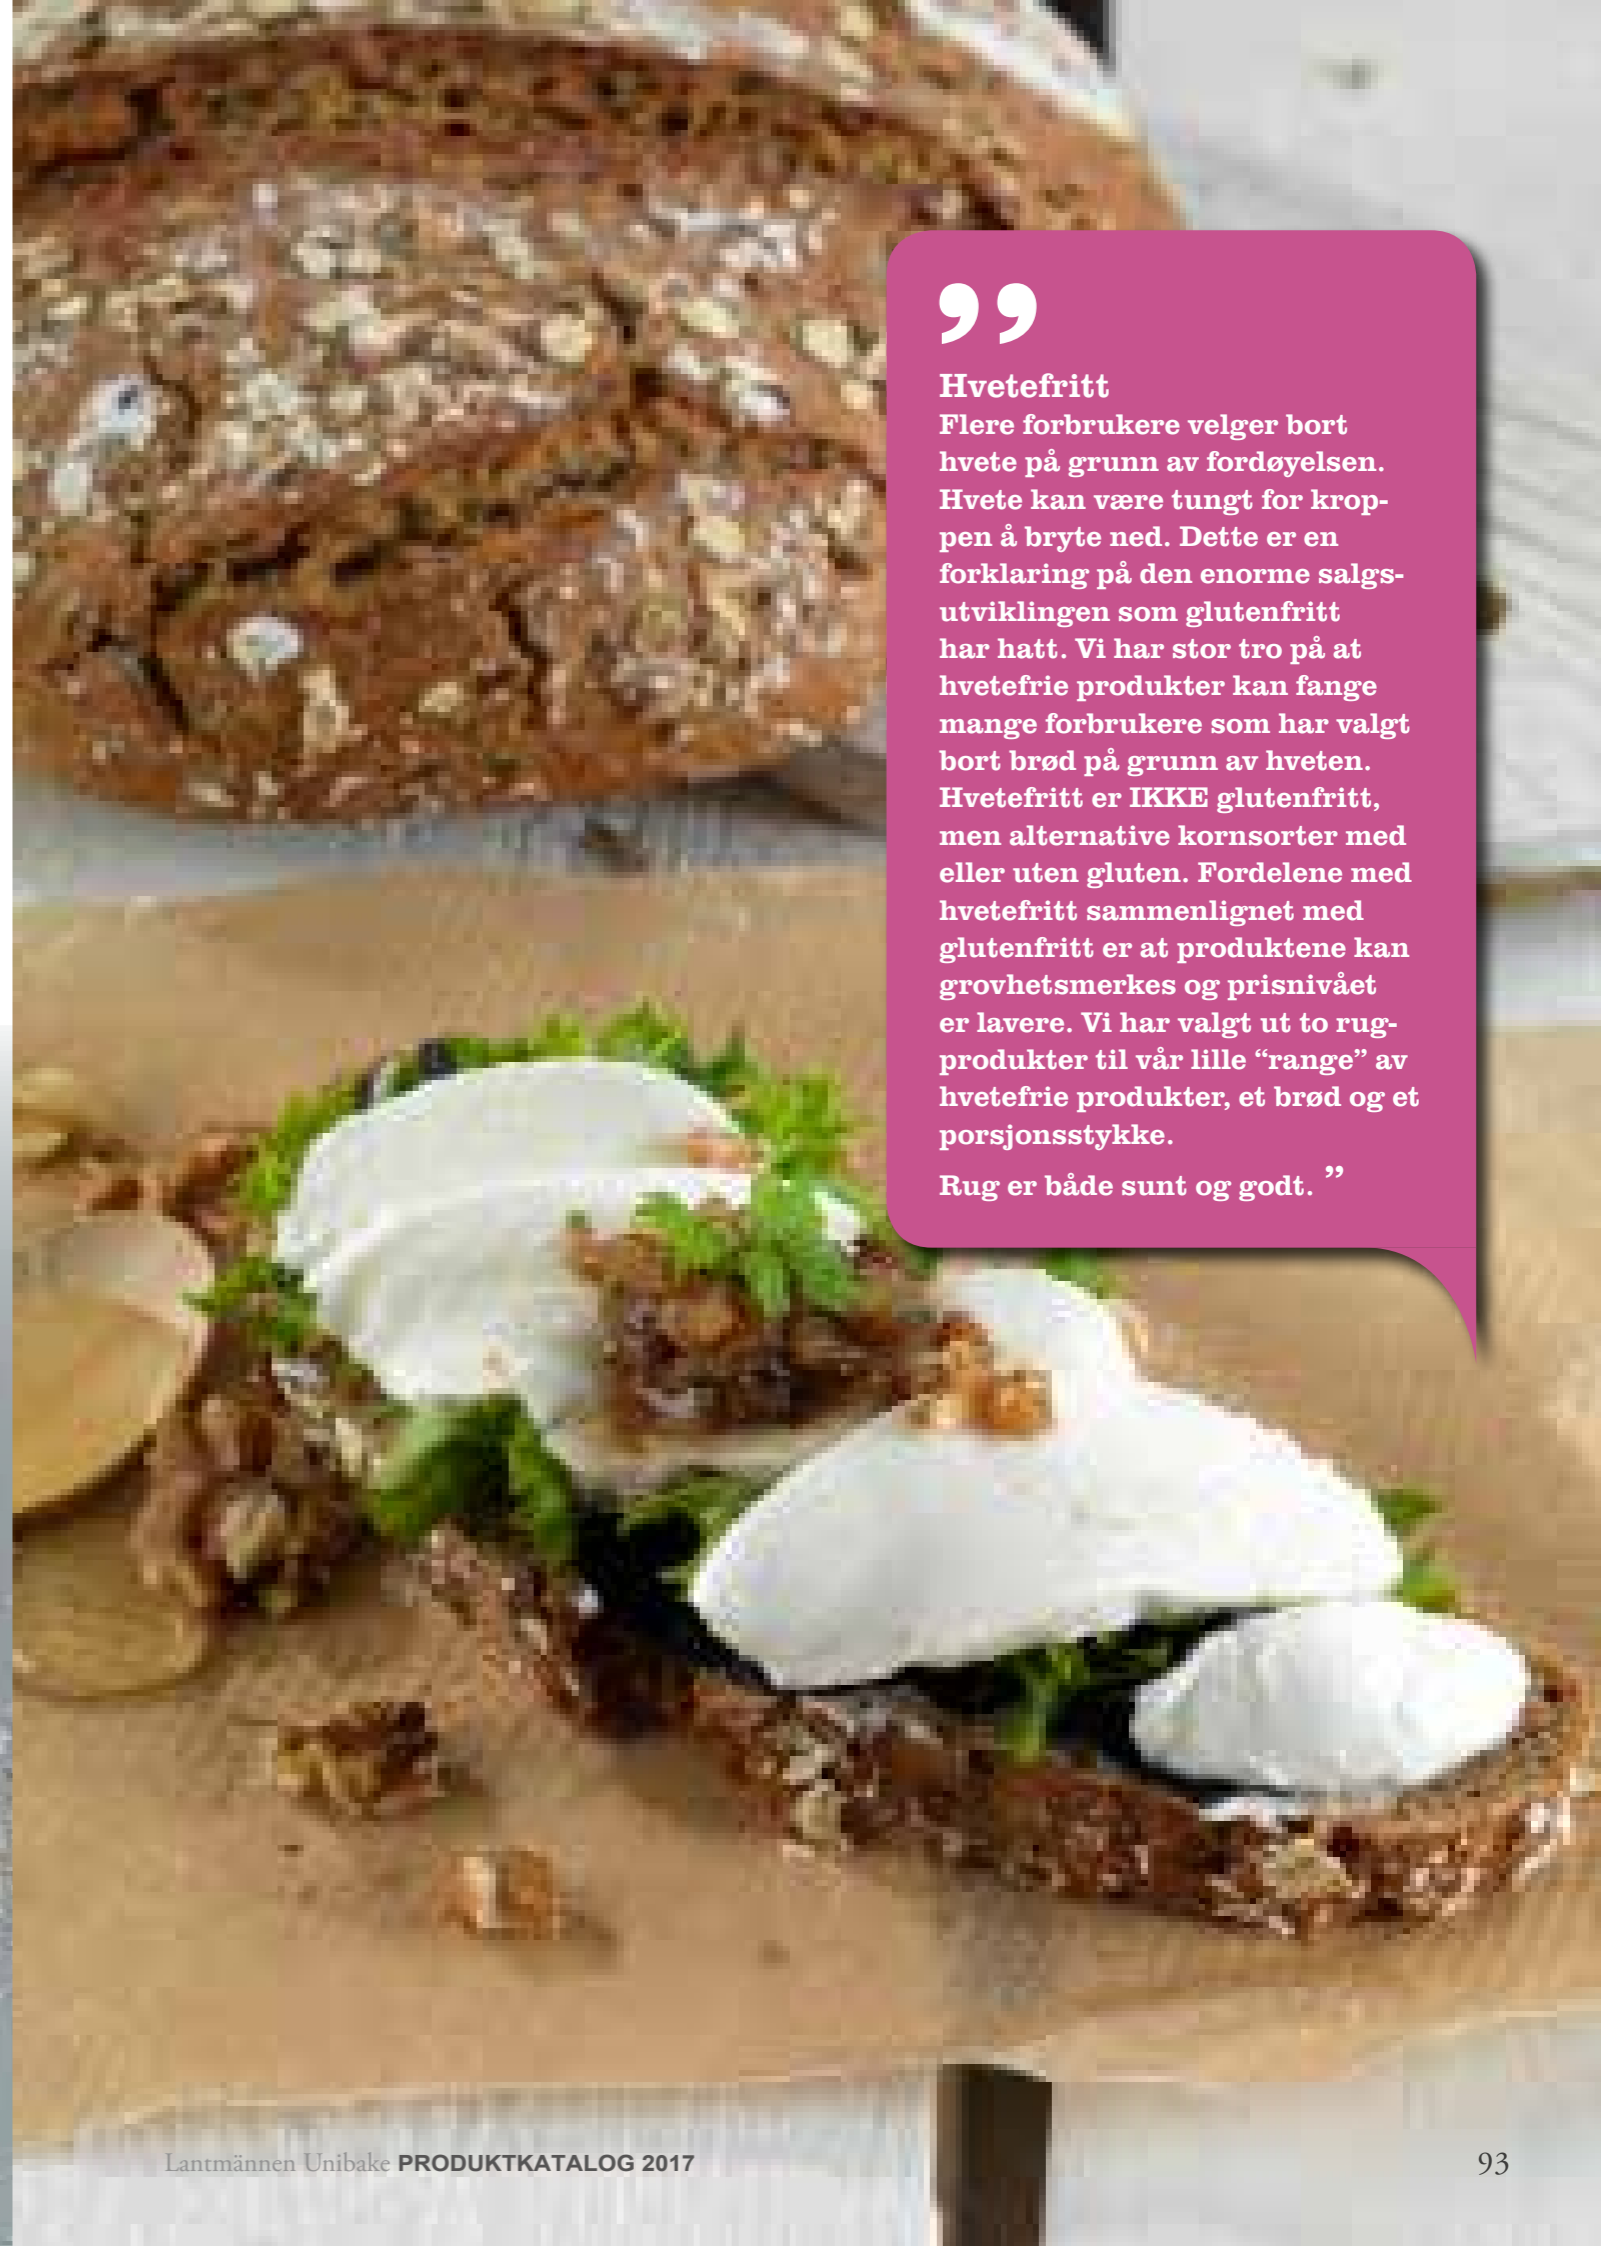 ”
Hvetefritt
Flere forbrukere velger bort
hvete på grunn av fordøyelsen.
Hvete kan være tungt for krop-
pen å bryte ned. Dette er en
forklaring på den enorme salgs-
utviklingen som glutenfritt
har hatt. Vi har stor tro på at
hvetefrie produkter kan fange
mange forbrukere som har valgt
bort brød på grunn av hveten.
Hvetefritt er IKKE glutenfritt,
men alternative kornsorter med
eller uten gluten. Fordelene med
hvetefritt sammenlignet med
glutenfritt er at produktene kan
grovhetsmerkes og prisnivået
er lavere. Vi har valgt ut to rug-
produkter til vår lille “range” av
hvetefrie produkter, et brød og et
porsjonsstykke.
Rug er både sunt og godt. ”
Lantmännen Unibake PRODUKTKATALOG 2017
93